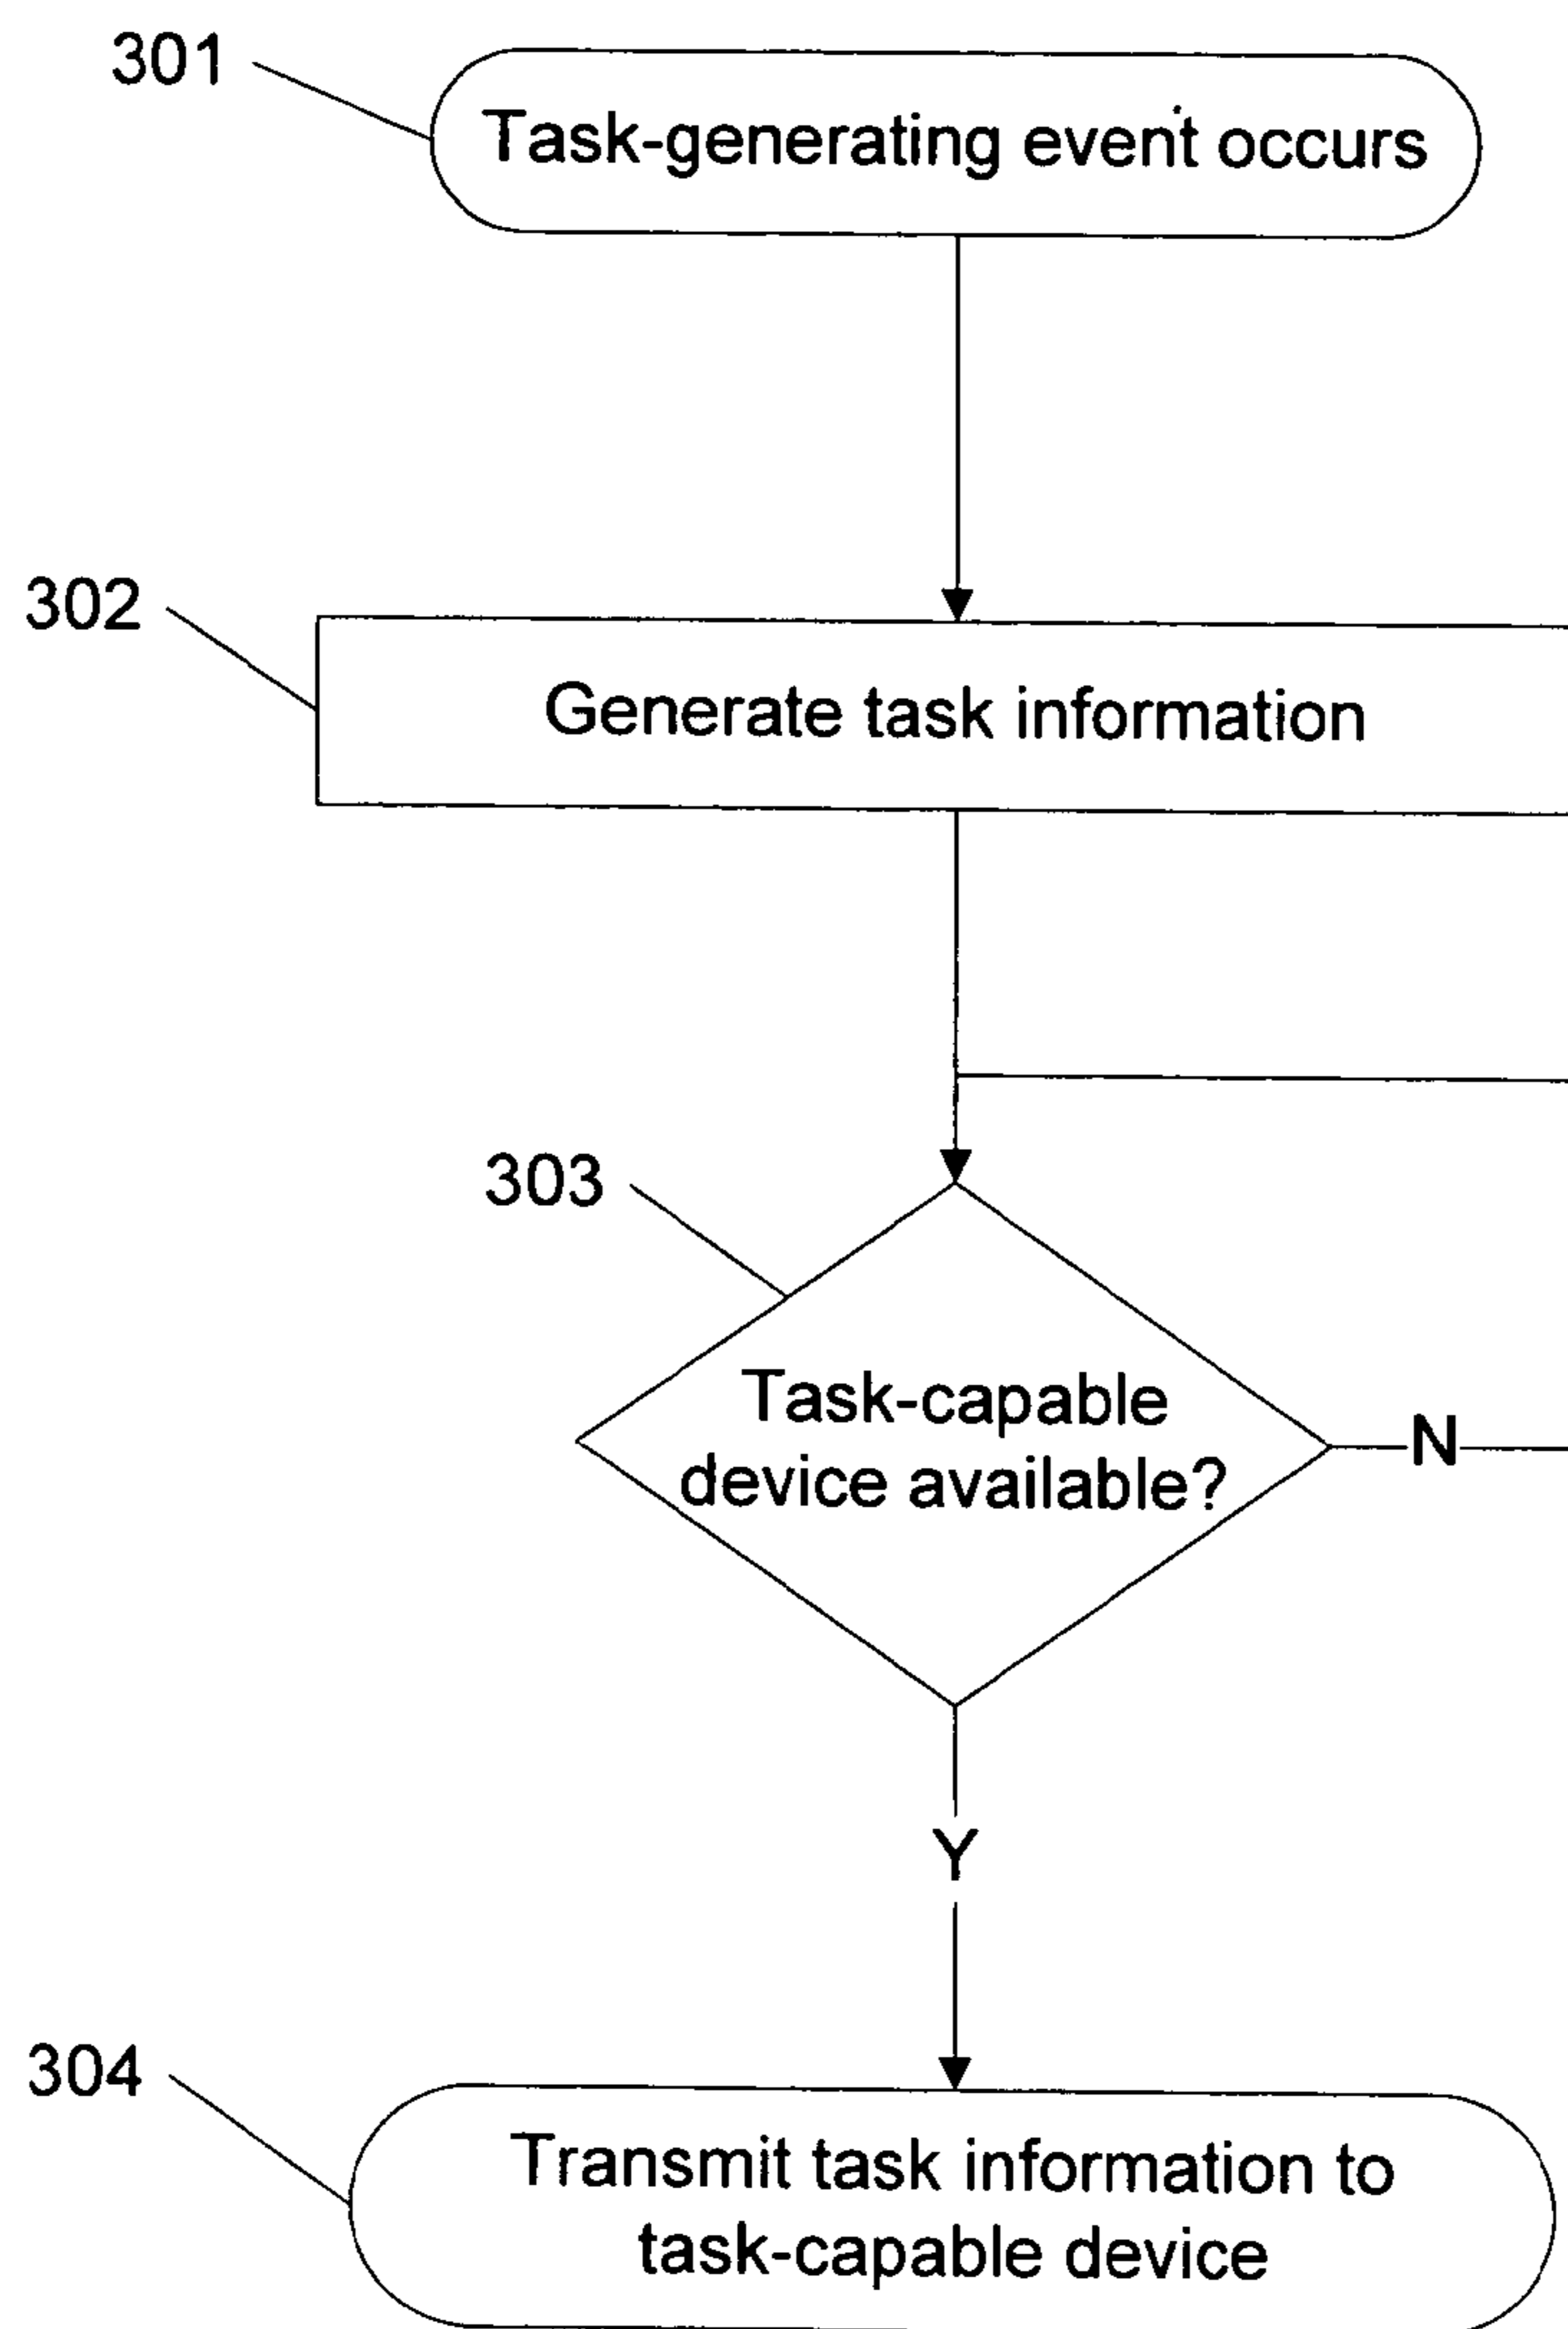 301
Task-generating event occurs
302
Generate task information
303
Task-capable
device available?
N
Y
304
Transmit task information to
task-capable device